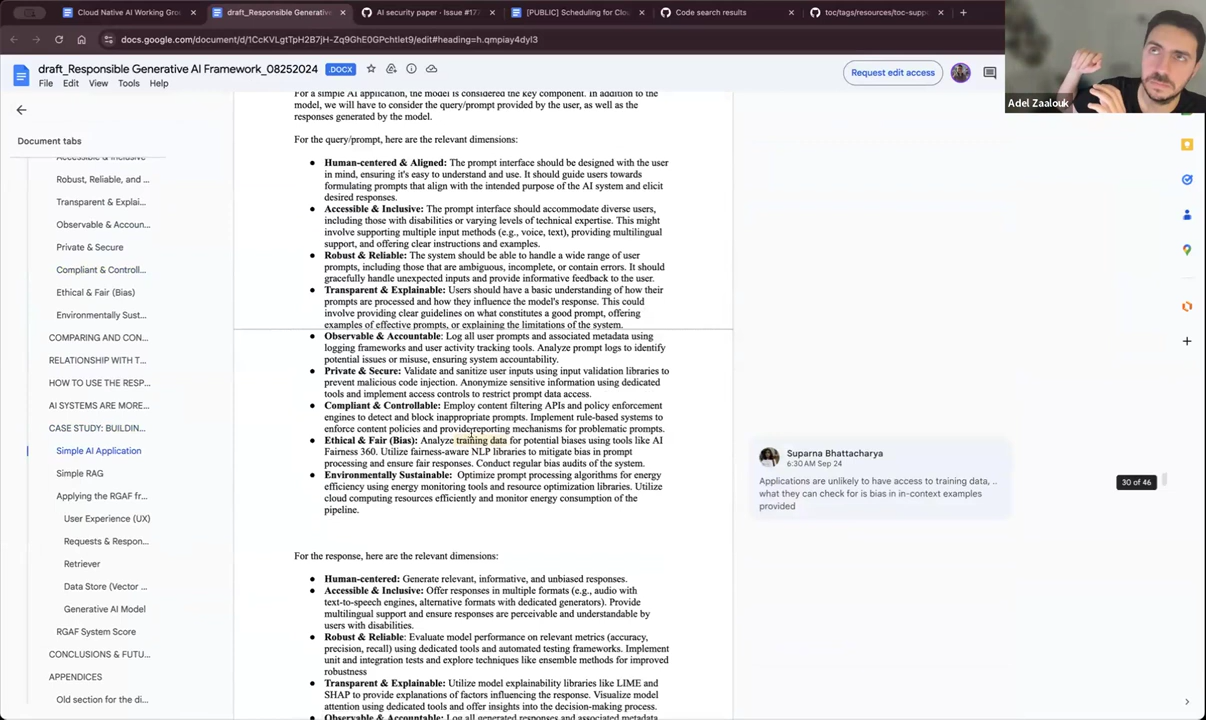 Cloud Native AI Working Gro
draft_Responsible Generative
AI security paper · Issue #17
[PUBLIC] Scheduling for Clo
Code search results
toc/tags/resources/toc-supp
docs.google.com/document/d/1CcKVLgtTpH2B7jH-Zq9GhE0GPchtlet9/edit#heading=h.qmpiay4dyl3
draft_Responsible Generative AI Framework_08252024
.DOCX
File Edit View Tools Help
Request edit access
Adel Zaalouk
Document tabs
Accessible & Inclusive
Robust, Reliable, and ...
Transparent & Explai...
Observable & Accoun...
Private & Secure
Compliant & Controll...
Ethical & Fair (Bias)
Environmentally Sust...
COMPARING AND CON...
RELATIONSHIP WITH T...
HOW TO USE THE RESP...
AI SYSTEMS ARE MORE...
CASE STUDY: BUILDIN...
Simple AI Application
Simple RAG
Applying the RGAF fr...
User Experience (UX)
Requests & Respon...
Retriever
Data Store (Vector ...
Generative AI Model
RGAF System Score
CONCLUSIONS & FUTU...
APPENDICES
Old section for the di...
For a simple AI application, the model is considered the key component. In addition to the
model, we will have to consider the query/prompt provided by the user, as well as the
responses generated by the model.
For the query/prompt, here are the relevant dimensions:
● Human-centered & Aligned: The prompt interface should be designed with the user
in mind, ensuring it's easy to understand and use. It should guide users towards
formulating prompts that align with the intended purpose of the AI system and elicit
desired responses.
● Accessible & Inclusive: The prompt interface should accommodate diverse users,
including those with disabilities or varying levels of technical expertise. This might
involve supporting multiple input methods (e.g., voice, text), providing multilingual
support, and offering clear instructions and examples.
● Robust & Reliable: The system should be able to handle a wide range of user
prompts, including those that are ambiguous, incomplete, or contain errors. It should
gracefully handle unexpected inputs and provide informative feedback to the user.
● Transparent & Explainable: Users should have a basic understanding of how their
prompts are processed and how they influence the model's response. This could
involve providing clear guidelines on what constitutes a good prompt, offering
examples of effective prompts, or explaining the limitations of the system.
● Observable & Accountable: Log all user prompts and associated metadata using
logging frameworks and user activity tracking tools. Analyze prompt logs to identify
potential issues or misuse, ensuring system accountability.
● Private & Secure: Validate and sanitize user inputs using input validation libraries to
prevent malicious code injection. Anonymize sensitive information using dedicated
tools and implement access controls to restrict prompt data access.
● Compliant & Controllable: Employ content filtering APIs and policy enforcement
engines to detect and block inappropriate prompts. Implement rule-based systems to
enforce content policies and provide reporting mechanisms for problematic prompts.
● Ethical & Fair (Bias): Analyze training data for potential biases using tools like AI
Fairness 360. Utilize fairness-aware NLP libraries to mitigate bias in prompt
processing and ensure fair responses. Conduct regular bias audits of the system.
● Environmentally Sustainable: Optimize prompt processing algorithms for energy
efficiency using energy monitoring tools and resource optimization libraries. Utilize
cloud computing resources efficiently and monitor energy consumption of the
pipeline.
For the response, here are the relevant dimensions:
● Human-centered: Generate relevant, informative, and unbiased responses.
● Accessible & Inclusive: Offer responses in multiple formats (e.g., audio with
text-to-speech engines, alternative formats with dedicated generators). Provide
multilingual support and ensure responses are perceivable and understandable by
users with disabilities.
● Robust & Reliable: Evaluate model performance on relevant metrics (accuracy,
precision, recall) using dedicated tools and automated testing frameworks. Implement
unit and integration tests and explore techniques like ensemble methods for improved
robustness
● Transparent & Explainable: Utilize model explainability libraries like LIME and
SHAP to provide explanations of factors influencing the response. Visualize model
attention using dedicated tools and offer insights into the decision-making process.
● Observable & Accountable: Log all generated responses and associated metadata
Suparna Bhattacharya
6:30 AM Sep 24
Applications are unlikely to have access to training data, ..
what they can check for is bias in in-context examples
provided
30 of 46